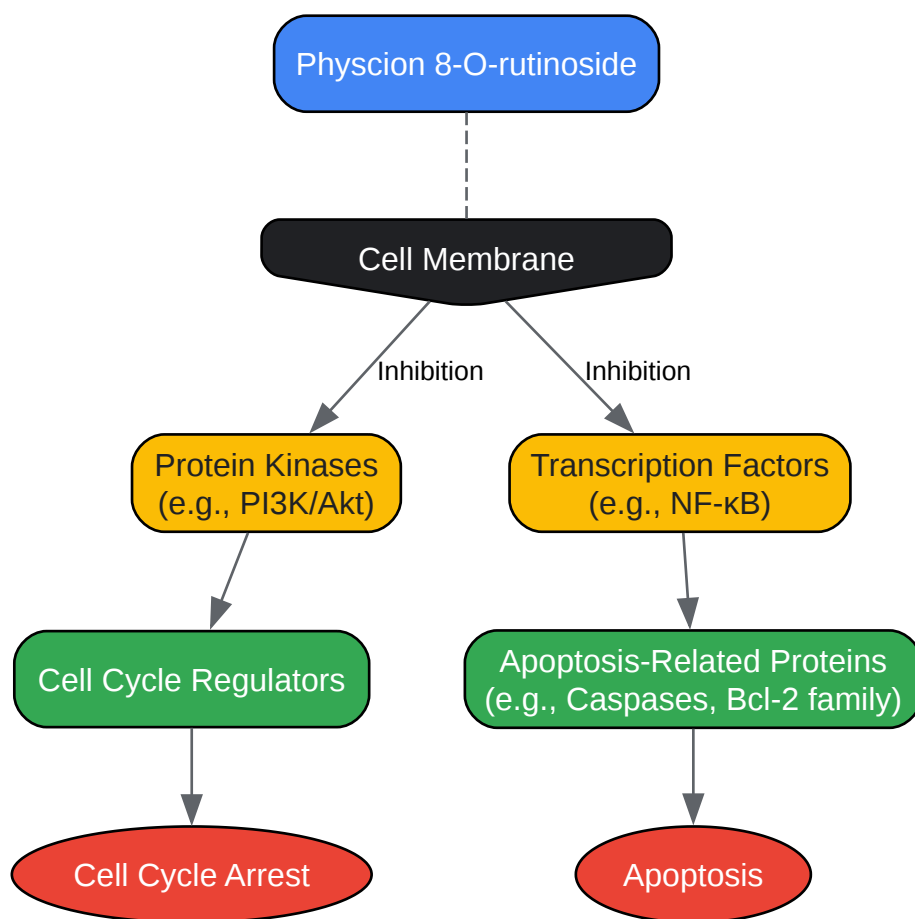 Physcion 8-O-rutinoside
Cell Membrane
Inhibition
Inhibition
Protein Kinases
(e.g., PI3K/Akt)
Transcription Factors
(e.g., NF-κB)
Cell Cycle Regulators
Apoptosis-Related Proteins
(e.g., Caspases, Bcl-2 family)
Cell Cycle Arrest
Apoptosis